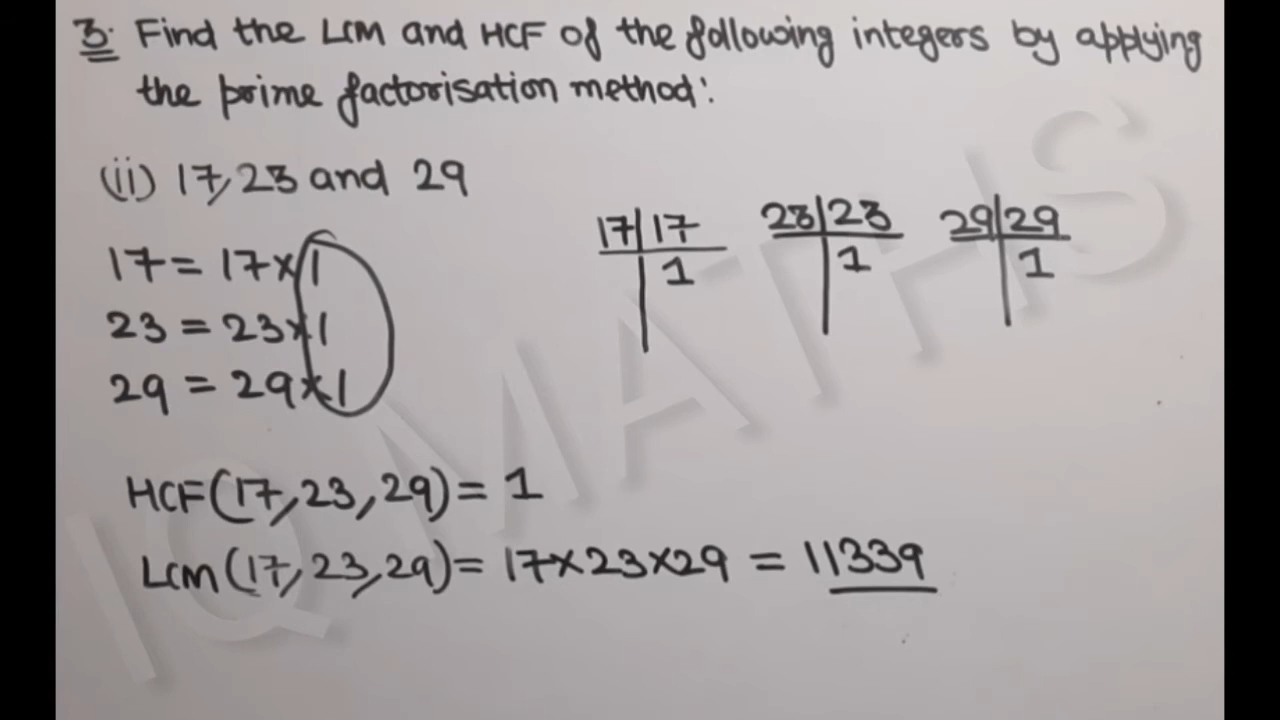 3. Find the LCM and HCF of the following integers by applying
the prime factorisation method:
(ii) 17, 23 and 29
17 = 17×1
23 = 23×1
29 = 29×1
17|17
1
23|23
1
29|29
1
HCF(17, 23, 29) = 1
Lcm(17, 23, 29) = 17×23×29 = 11339
IQ MATHS